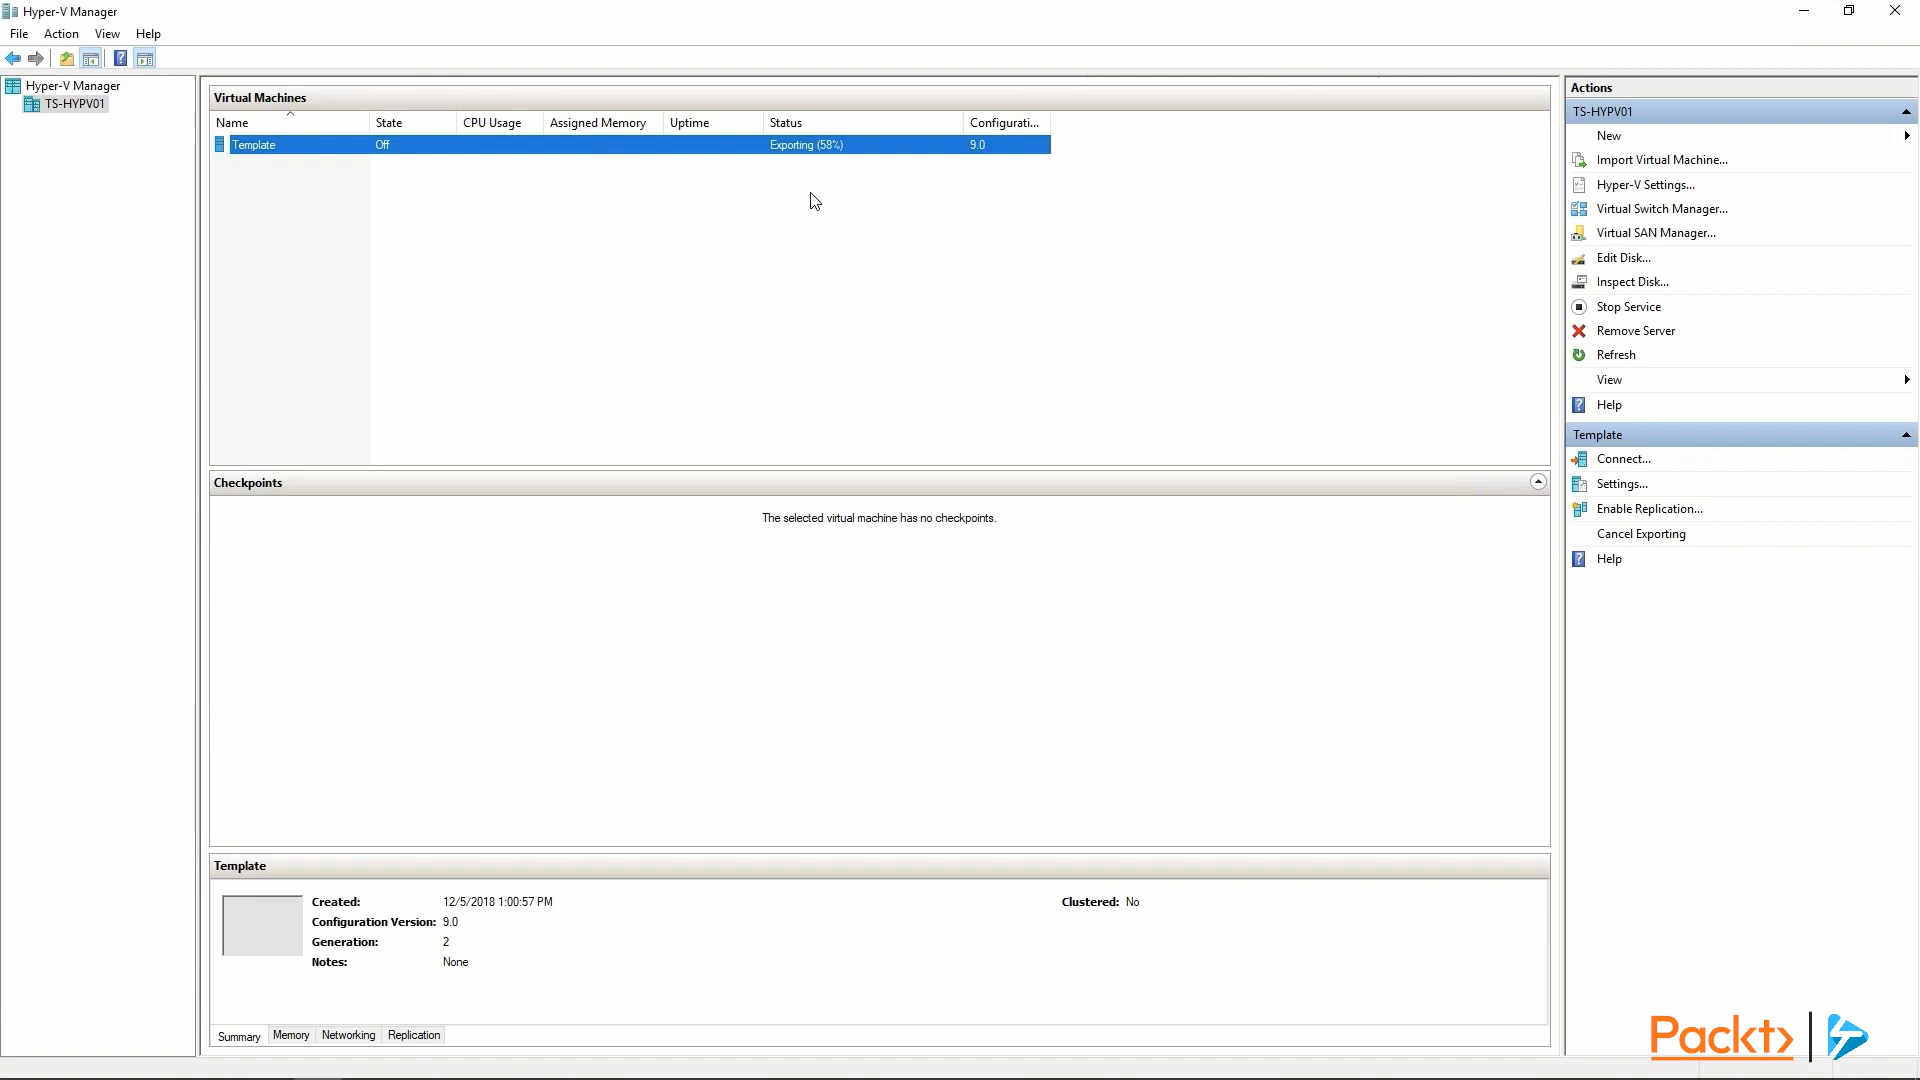 Hyper-V Manager
File Action View Help
Hyper-V Manager
TS-HYPV01
Virtual Machines
Name State CPU Usage Assigned Memory Uptime Status Configurati...
Template Off Exporting (58%) 9.0
Checkpoints
The selected virtual machine has no checkpoints.
Template
Created: 12/5/2018 1:00:57 PM Clustered: No
Configuration Version: 9.0
Generation: 2
Notes: None
Summary Memory Networking Replication
Actions
TS-HYPV01
New
Import Virtual Machine...
Hyper-V Settings...
Virtual Switch Manager...
Virtual SAN Manager...
Edit Disk...
Inspect Disk...
Stop Service
Remove Server
Refresh
View
Help
Template
Connect...
Settings...
Enable Replication...
Cancel Exporting
Help
Packt>